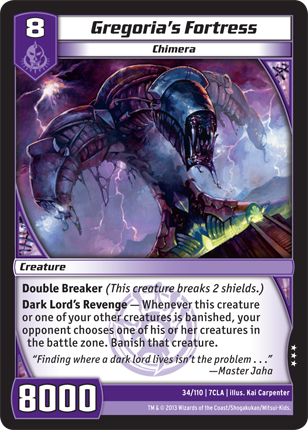 8
Gregoria's Fortress
Chimera
Creature
Double Breaker (This creature breaks 2 shields.)
Dark Lord's Revenge — Whenever this creature
or one of your other creatures is banished, your
opponent chooses one of his or her creatures in
the battle zone. Banish that creature.
"Finding where a dark lord lives isn't the problem . . ."
—Master Jaha
8000
34/110 | 7CLA | illus. Kai Carpenter
TM & © 2013 Wizards of the Coast/Shogakukan/Mitsui-Kids.